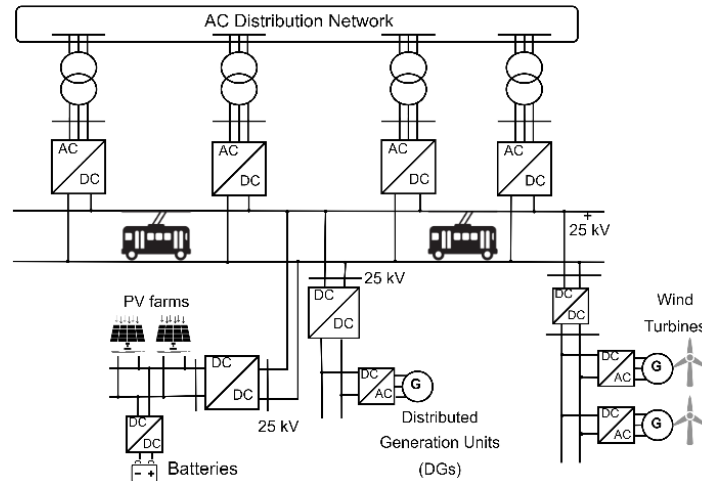 AC Distribution Network
AC
DC
AC
DC
AC
DC
AC
DC
+
25 kV
25 kV
DC
DC
DC
DC
PV farms
Wind
Turbines
DC
DC
25 kV
DC
AC
G
DC
AC
G
Distributed
Generation Units
(DGs)
DC
AC
G
DC
DC
Batteries
- +